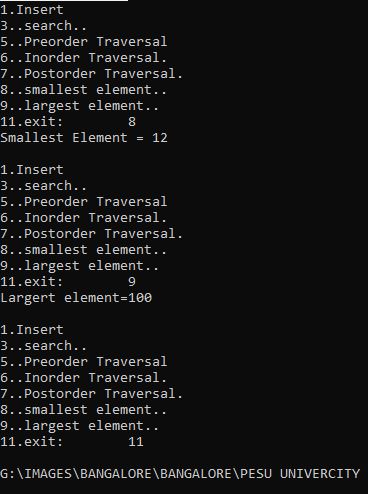 1.Insert
3..search..
5..Preorder Traversal
6..Inorder Traversal.
7..Postorder Traversal.
8..smallest element..
9..largest element..
11.exit:        8
Smallest Element = 12
1.Insert
3..search..
5..Preorder Traversal
6..Inorder Traversal.
7..Postorder Traversal.
8..smallest element..
9..largest element..
11.exit:        9
Largert element=100
1.Insert
3..search..
5..Preorder Traversal
6..Inorder Traversal.
7..Postorder Traversal.
8..smallest element..
9..largest element..
11.exit:        11
G:\IMAGES\BANGALORE\BANGALORE\PESU UNIVERCITY